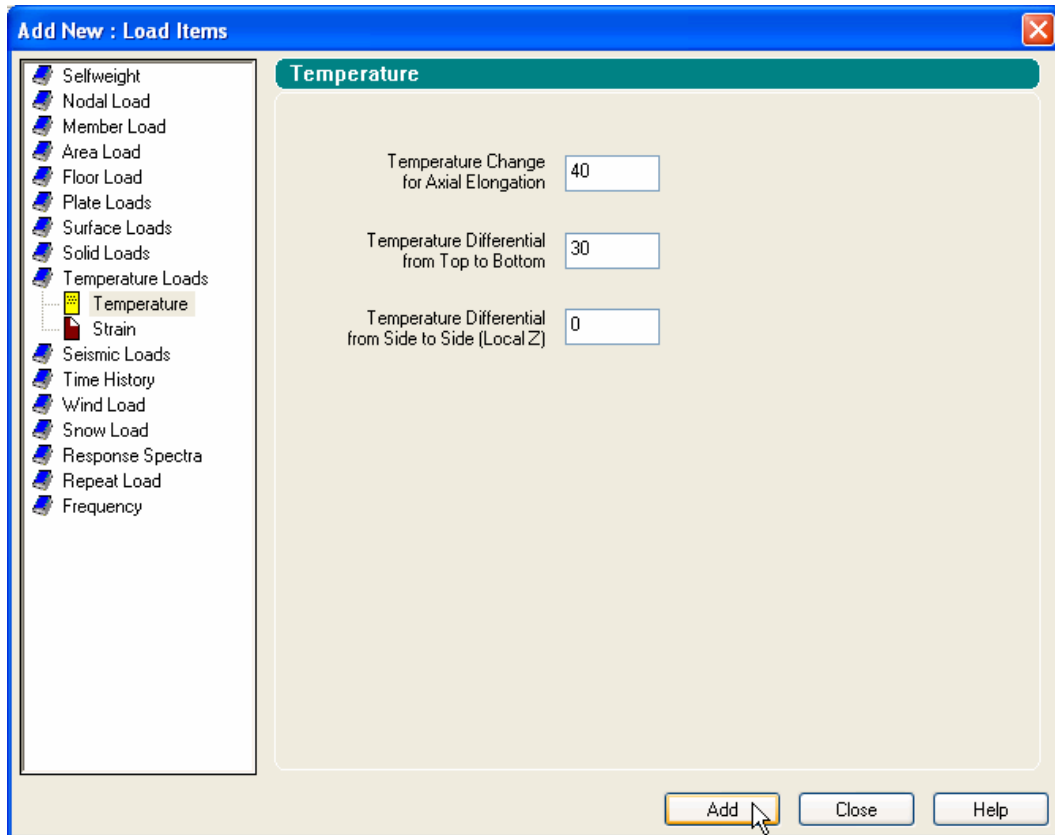 Add New : Load Items
Selfweight
Nodal Load
Member Load
Area Load
Floor Load
Plate Loads
Surface Loads
Solid Loads
Temperature Loads
Temperature
Strain
Seismic Loads
Time History
Wind Load
Snow Load
Response Spectra
Repeat Load
Frequency
Temperature
Temperature Change
for Axial Elongation
40
Temperature Differential
from Top to Bottom
30
Temperature Differential
from Side to Side (Local Z)
0
Add
Close
Help